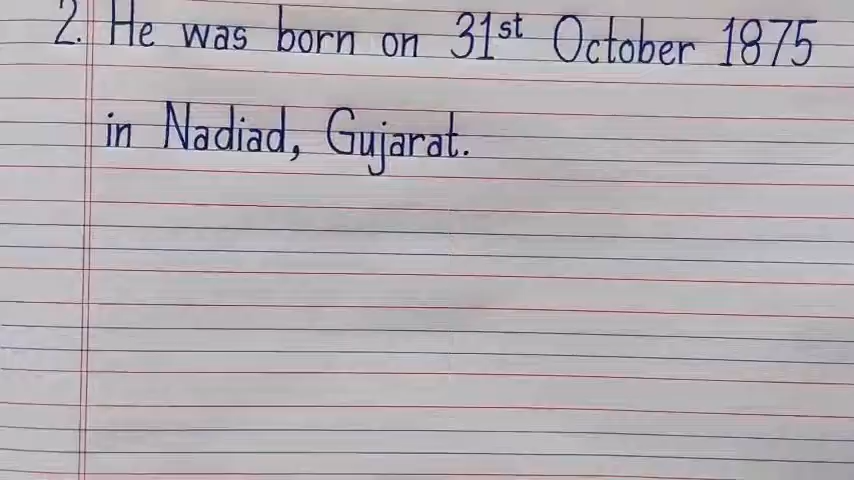 2. He was born on 31st October 1875
in Nadiad, Gujarat.